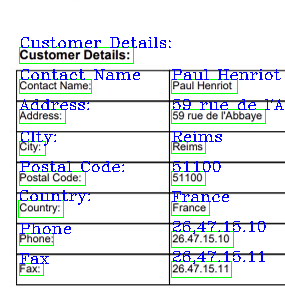 Customer Details:
Customer Details:
Contact Name Paul Henriot
Contact Name: Paul Henriot
Address: 59 rue de l'A
Address: 59 rue de l'Abbaye
City: Reims
City: Reims
Postal Code: 51100
Postal Code: 51100
Country: France
Country: France
Phone 26.47.15.10
Phone: 26.47.15.10
Fax 26.47.15.11
Fax: 26.47.15.11